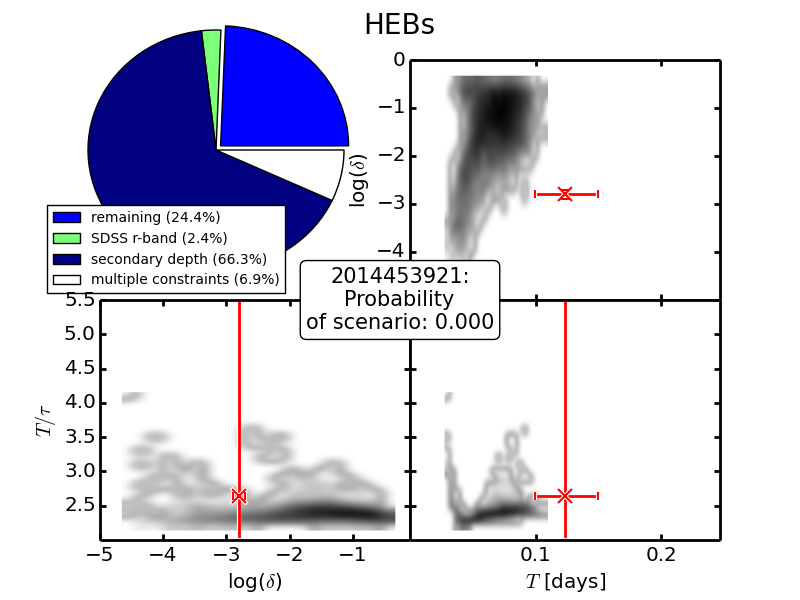 HEBs
remaining (24.4%)
SDSS r-band (2.4%)
secondary depth (66.3%)
multiple constraints (6.9%)
0
−1
−2
−3
−4
log(δ)
2014453921:
Probability
of scenario: 0.000
5.5
5.0
4.5
4.0
3.5
3.0
2.5
T/τ
−5
−4
−3
−2
−1
log(δ)
0.1
0.2
T [days]